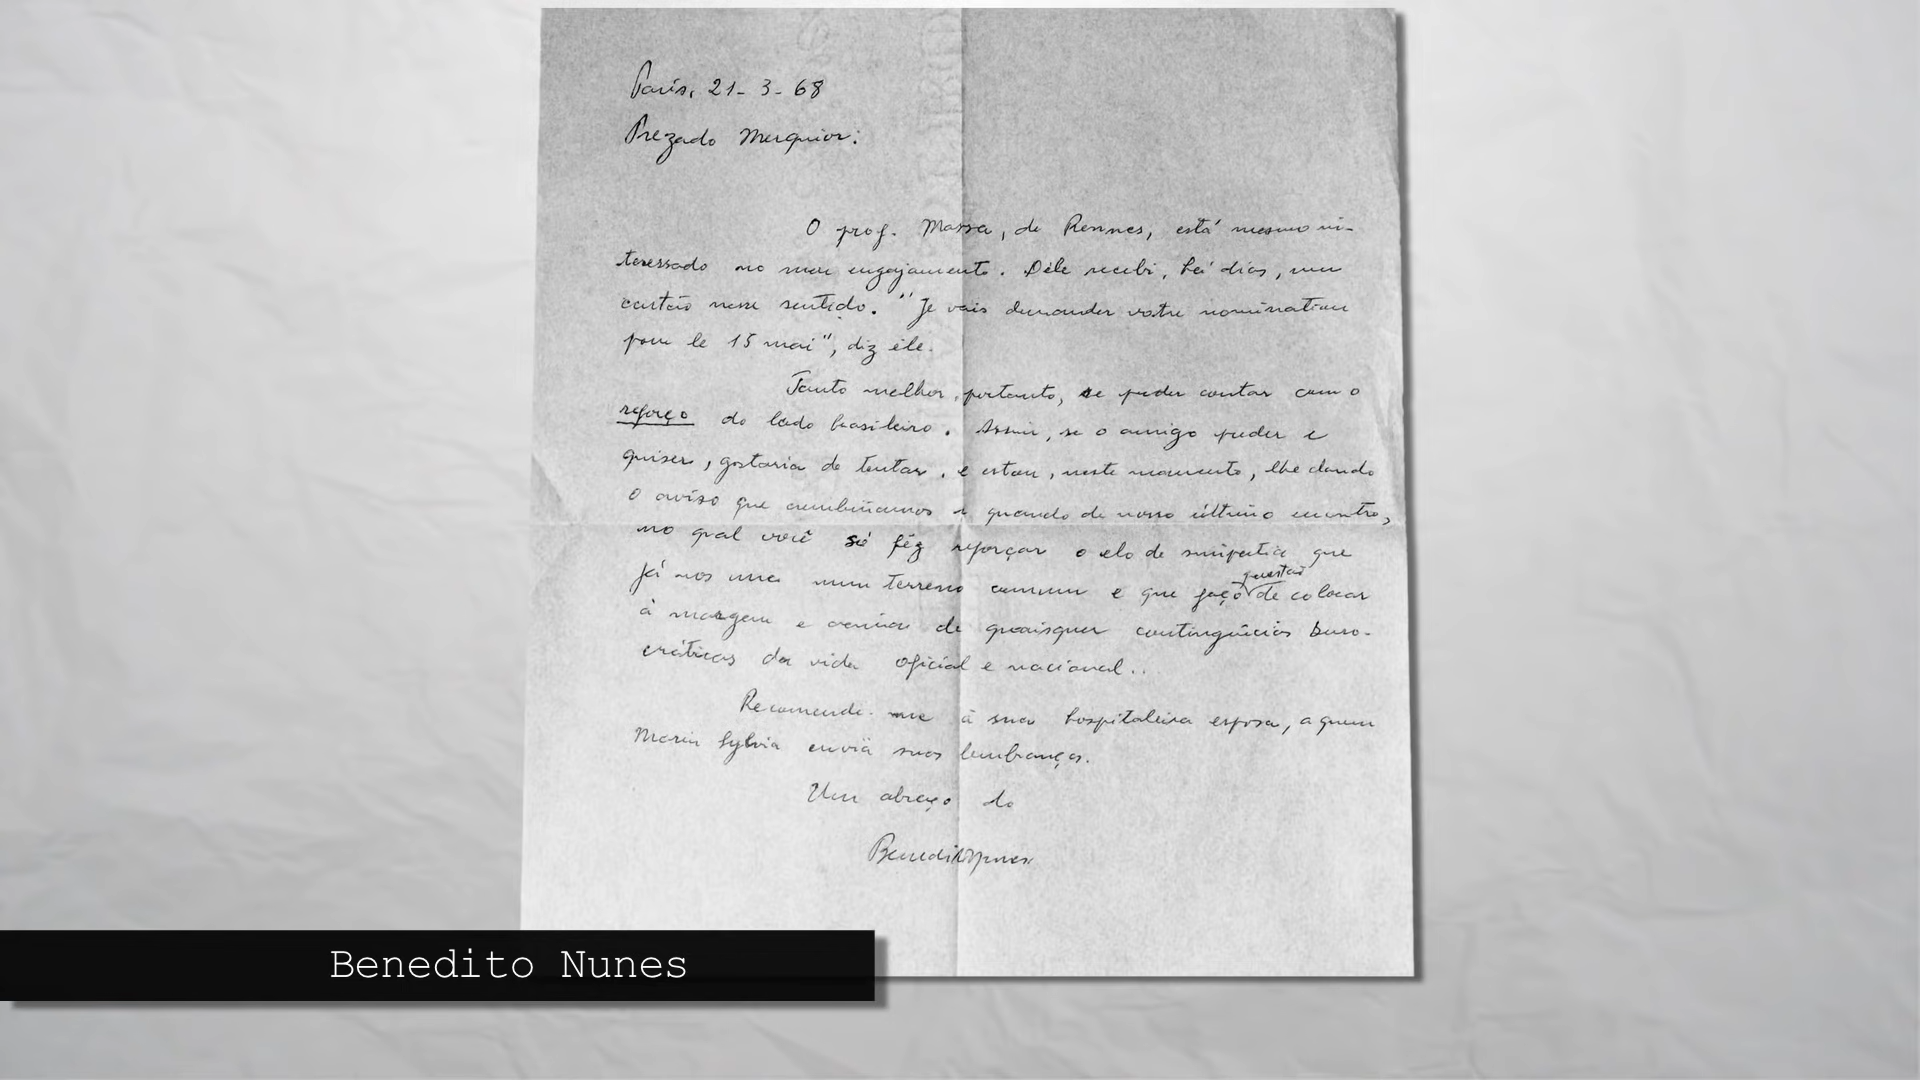 Paris, 21-3-68
Prezado Merquior:
O prof. Massa, de Rennes, está mesmo in-
teressado no meu engajamento. Dêle recebi, há dias, um
cartão nesse sentido. "Je vais demander votre nomination
pour le 15 mai", diz êle.
Tanto melhor, portanto, se puder contar com o
reforço do lado brasileiro. Assim, se o amigo puder e
quiser, gostaria de tentar, e estou, neste momento, lhe dando
o aviso que combinamos quando de nosso último encontro,
no qual você só fêz reforçar o elo de simpatia que
já nos une num terreno comum e que faço questão de colocar
à margem e acima de quaisquer contingências buro-
cráticas da vida oficial e nacional..
Recomende-me à sua hospitaleira esposa, a quem
Maria Sylvia envia suas lembranças.
Um abraço do
Benedito Nunes
Benedito Nunes